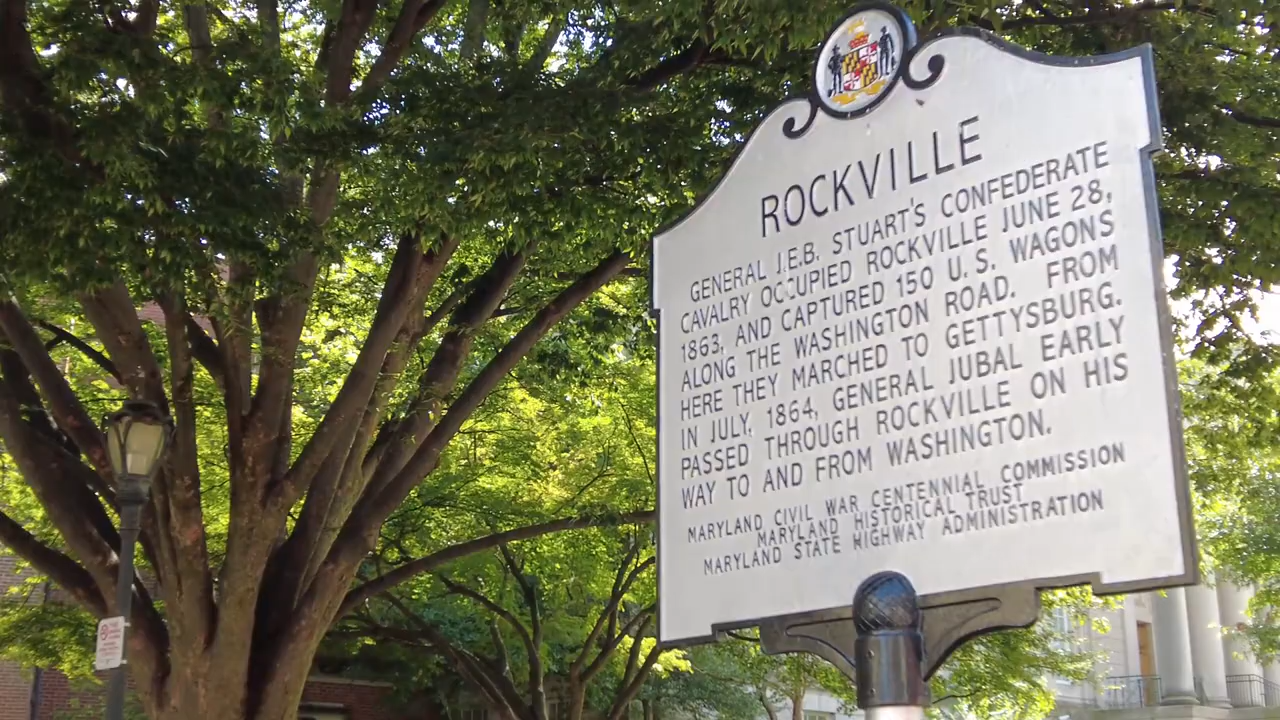 ROCKVILLE
GENERAL J.E.B. STUART'S CONFEDERATE
CAVALRY OCCUPIED ROCKVILLE JUNE 28,
1863, AND CAPTURED 150 U.S. WAGONS
ALONG THE WASHINGTON ROAD. FROM
HERE THEY MARCHED TO GETTYSBURG.
IN JULY, 1864, GENERAL JUBAL EARLY
PASSED THROUGH ROCKVILLE ON HIS
WAY TO AND FROM WASHINGTON.
MARYLAND CIVIL WAR CENTENNIAL COMMISSION
MARYLAND HISTORICAL TRUST
MARYLAND STATE HIGHWAY ADMINISTRATION